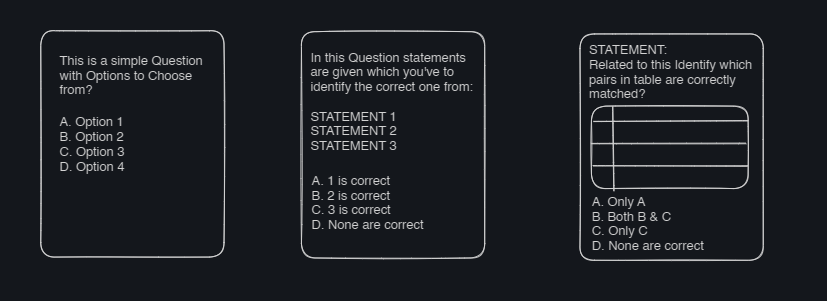 This is a simple Question
with Options to Choose
from?
A. Option 1
B. Option 2
C. Option 3
D. Option 4
In this Question statements
are given which you've to
identify the correct one from:
STATEMENT 1
STATEMENT 2
STATEMENT 3
A. 1 is correct
B. 2 is correct
C. 3 is correct
D. None are correct
STATEMENT:
Related to this Identify which
pairs in table are correctly
matched?
A. Only A
B. Both B & C
C. Only C
D. None are correct